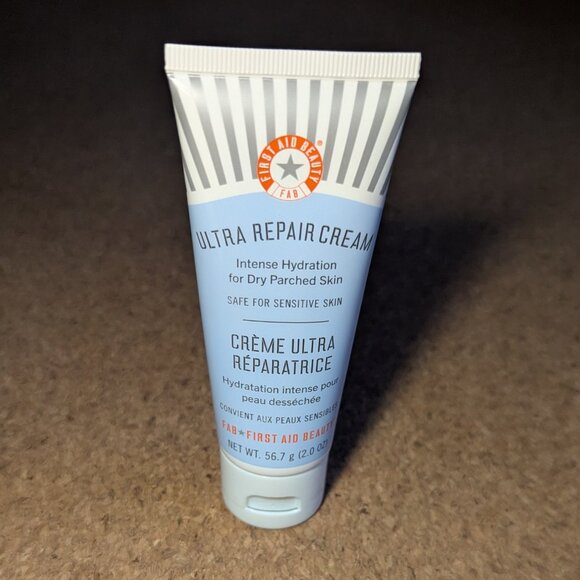 FIRST AID BEAUTY
®
FAB
ULTRA REPAIR CREAM
Intense Hydration
for Dry Parched Skin
SAFE FOR SENSITIVE SKIN
CRÈME ULTRA
RÉPARATRICE
Hydratation intense pour
peau desséchée
CONVIENT AUX PEAUX SENSIBLES
FAB★FIRST AID BEAUTY
NET WT. 56.7 g (2.0 OZ)